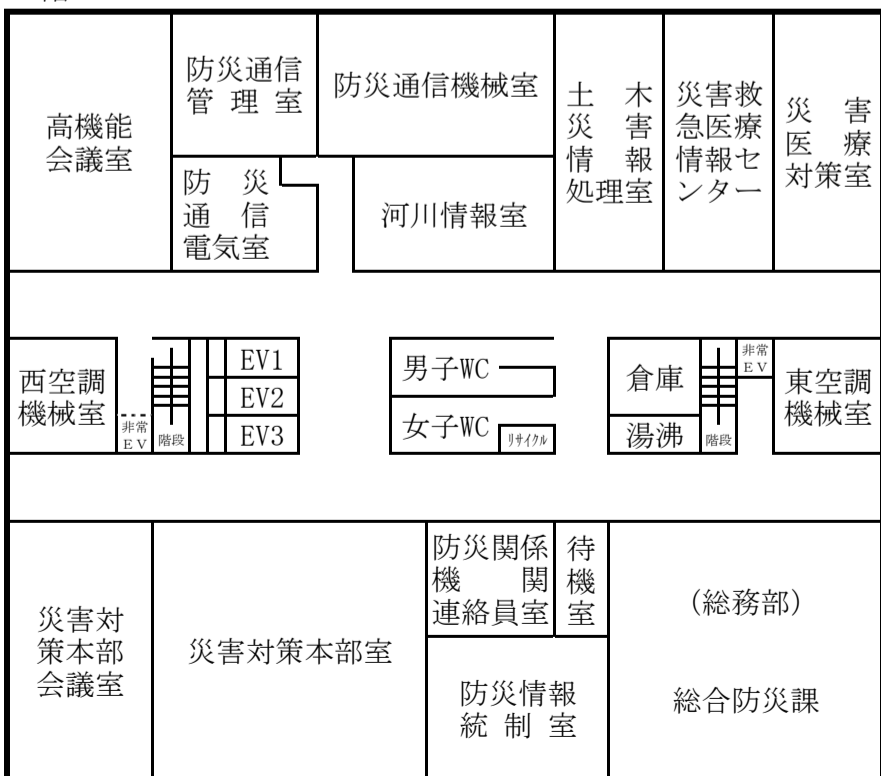 高機能
会議室
防災通信
管理室
防災通信機械室
土木
災害
情報
処理室
災害救
急医療
情報セ
ンター
災害
医療
対策室
防災
通信
電気室
河川情報室
西空調
機械室
非常
EV
階段
EV1
EV2
EV3
男子WC
女子WC
リサイクル
倉庫
湯沸
階段
非常
EV
東空調
機械室
災害対
策本部
会議室
災害対策本部室
防災関係
機関
連絡員室
待
機
室
防災情報
統制室
(総務部)
総合防災課